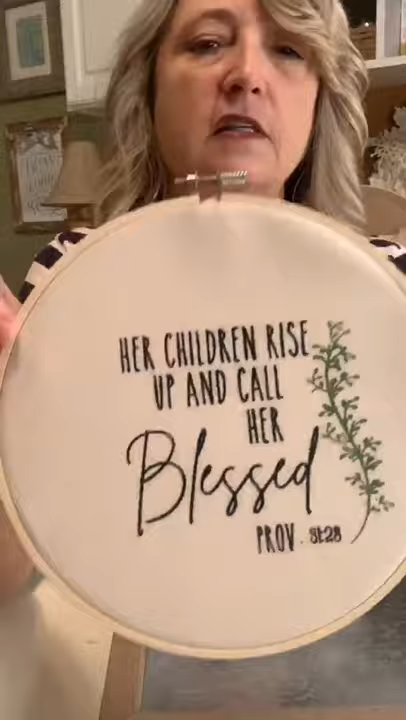 HER CHILDREN RISE
UP AND CALL
HER
Blessed
PROV. 31:28